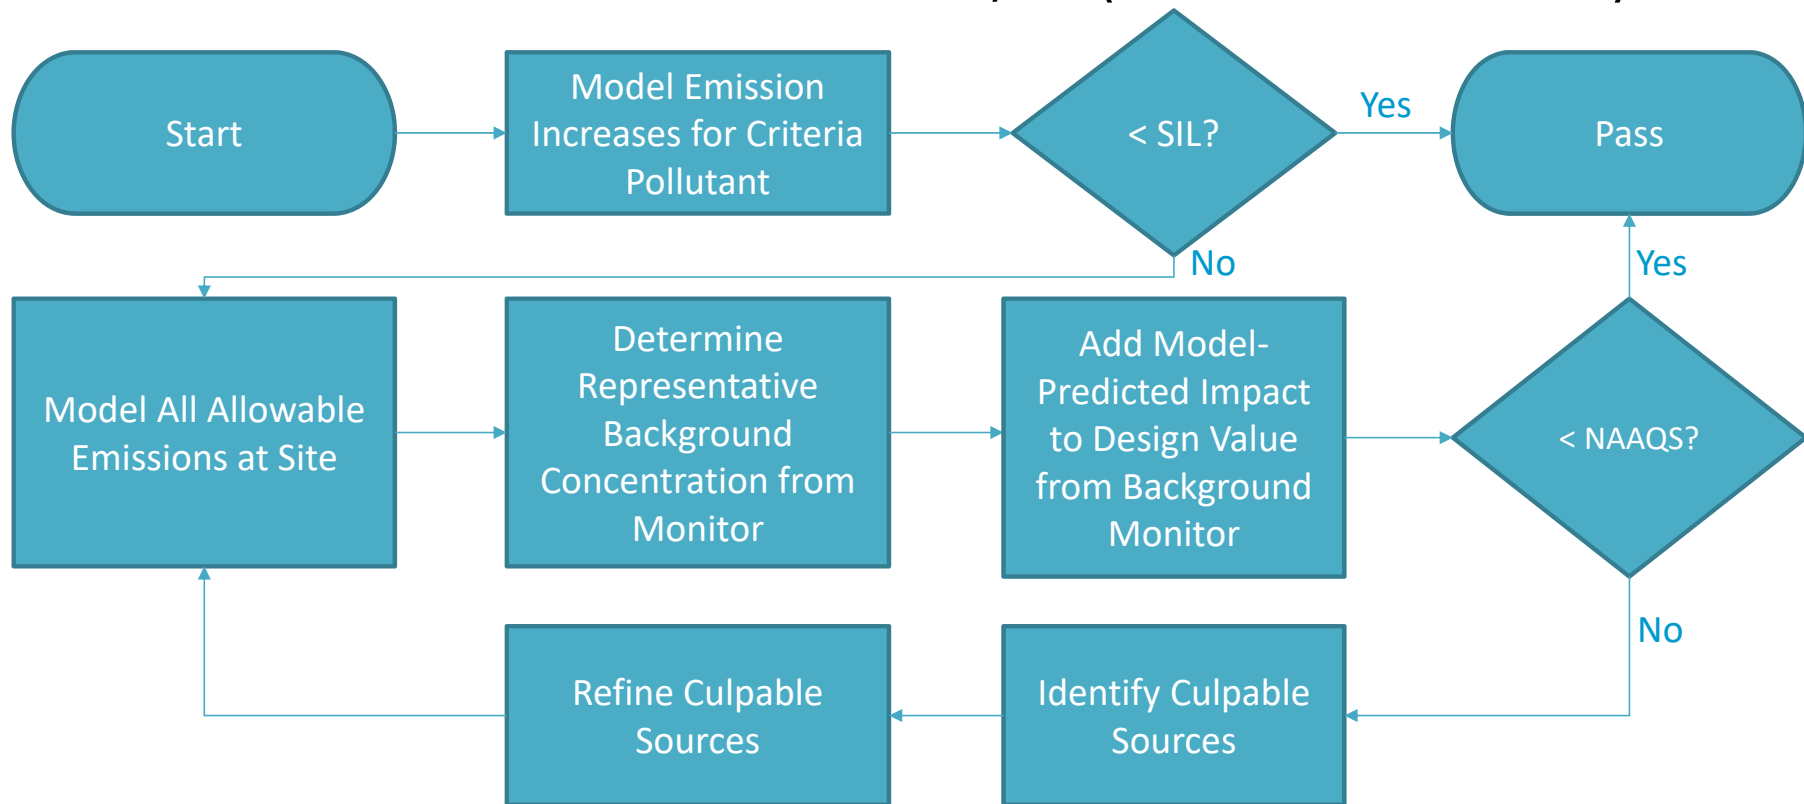 Start
Model Emission
Increases for Criteria
Pollutant
< SIL?
Yes
Pass
No
Yes
Model All Allowable
Emissions at Site
Determine
Representative
Background
Concentration from
Monitor
Add Model-
Predicted Impact
to Design Value
from Background
Monitor
< NAAQS?
No
Refine Culpable
Sources
Identify Culpable
Sources